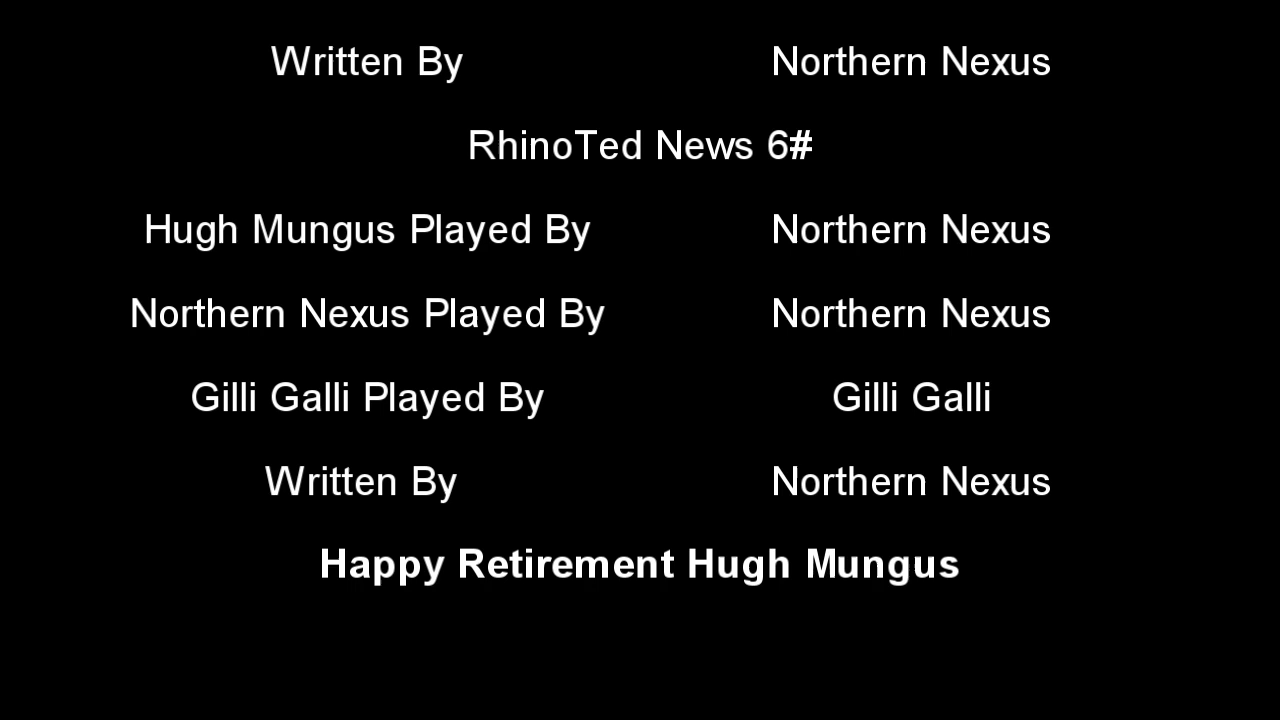 Written By Northern Nexus
RhinoTed News 6#
Hugh Mungus Played By Northern Nexus
Northern Nexus Played By Northern Nexus
Gilli Galli Played By Gilli Galli
Written By Northern Nexus
Happy Retirement Hugh Mungus